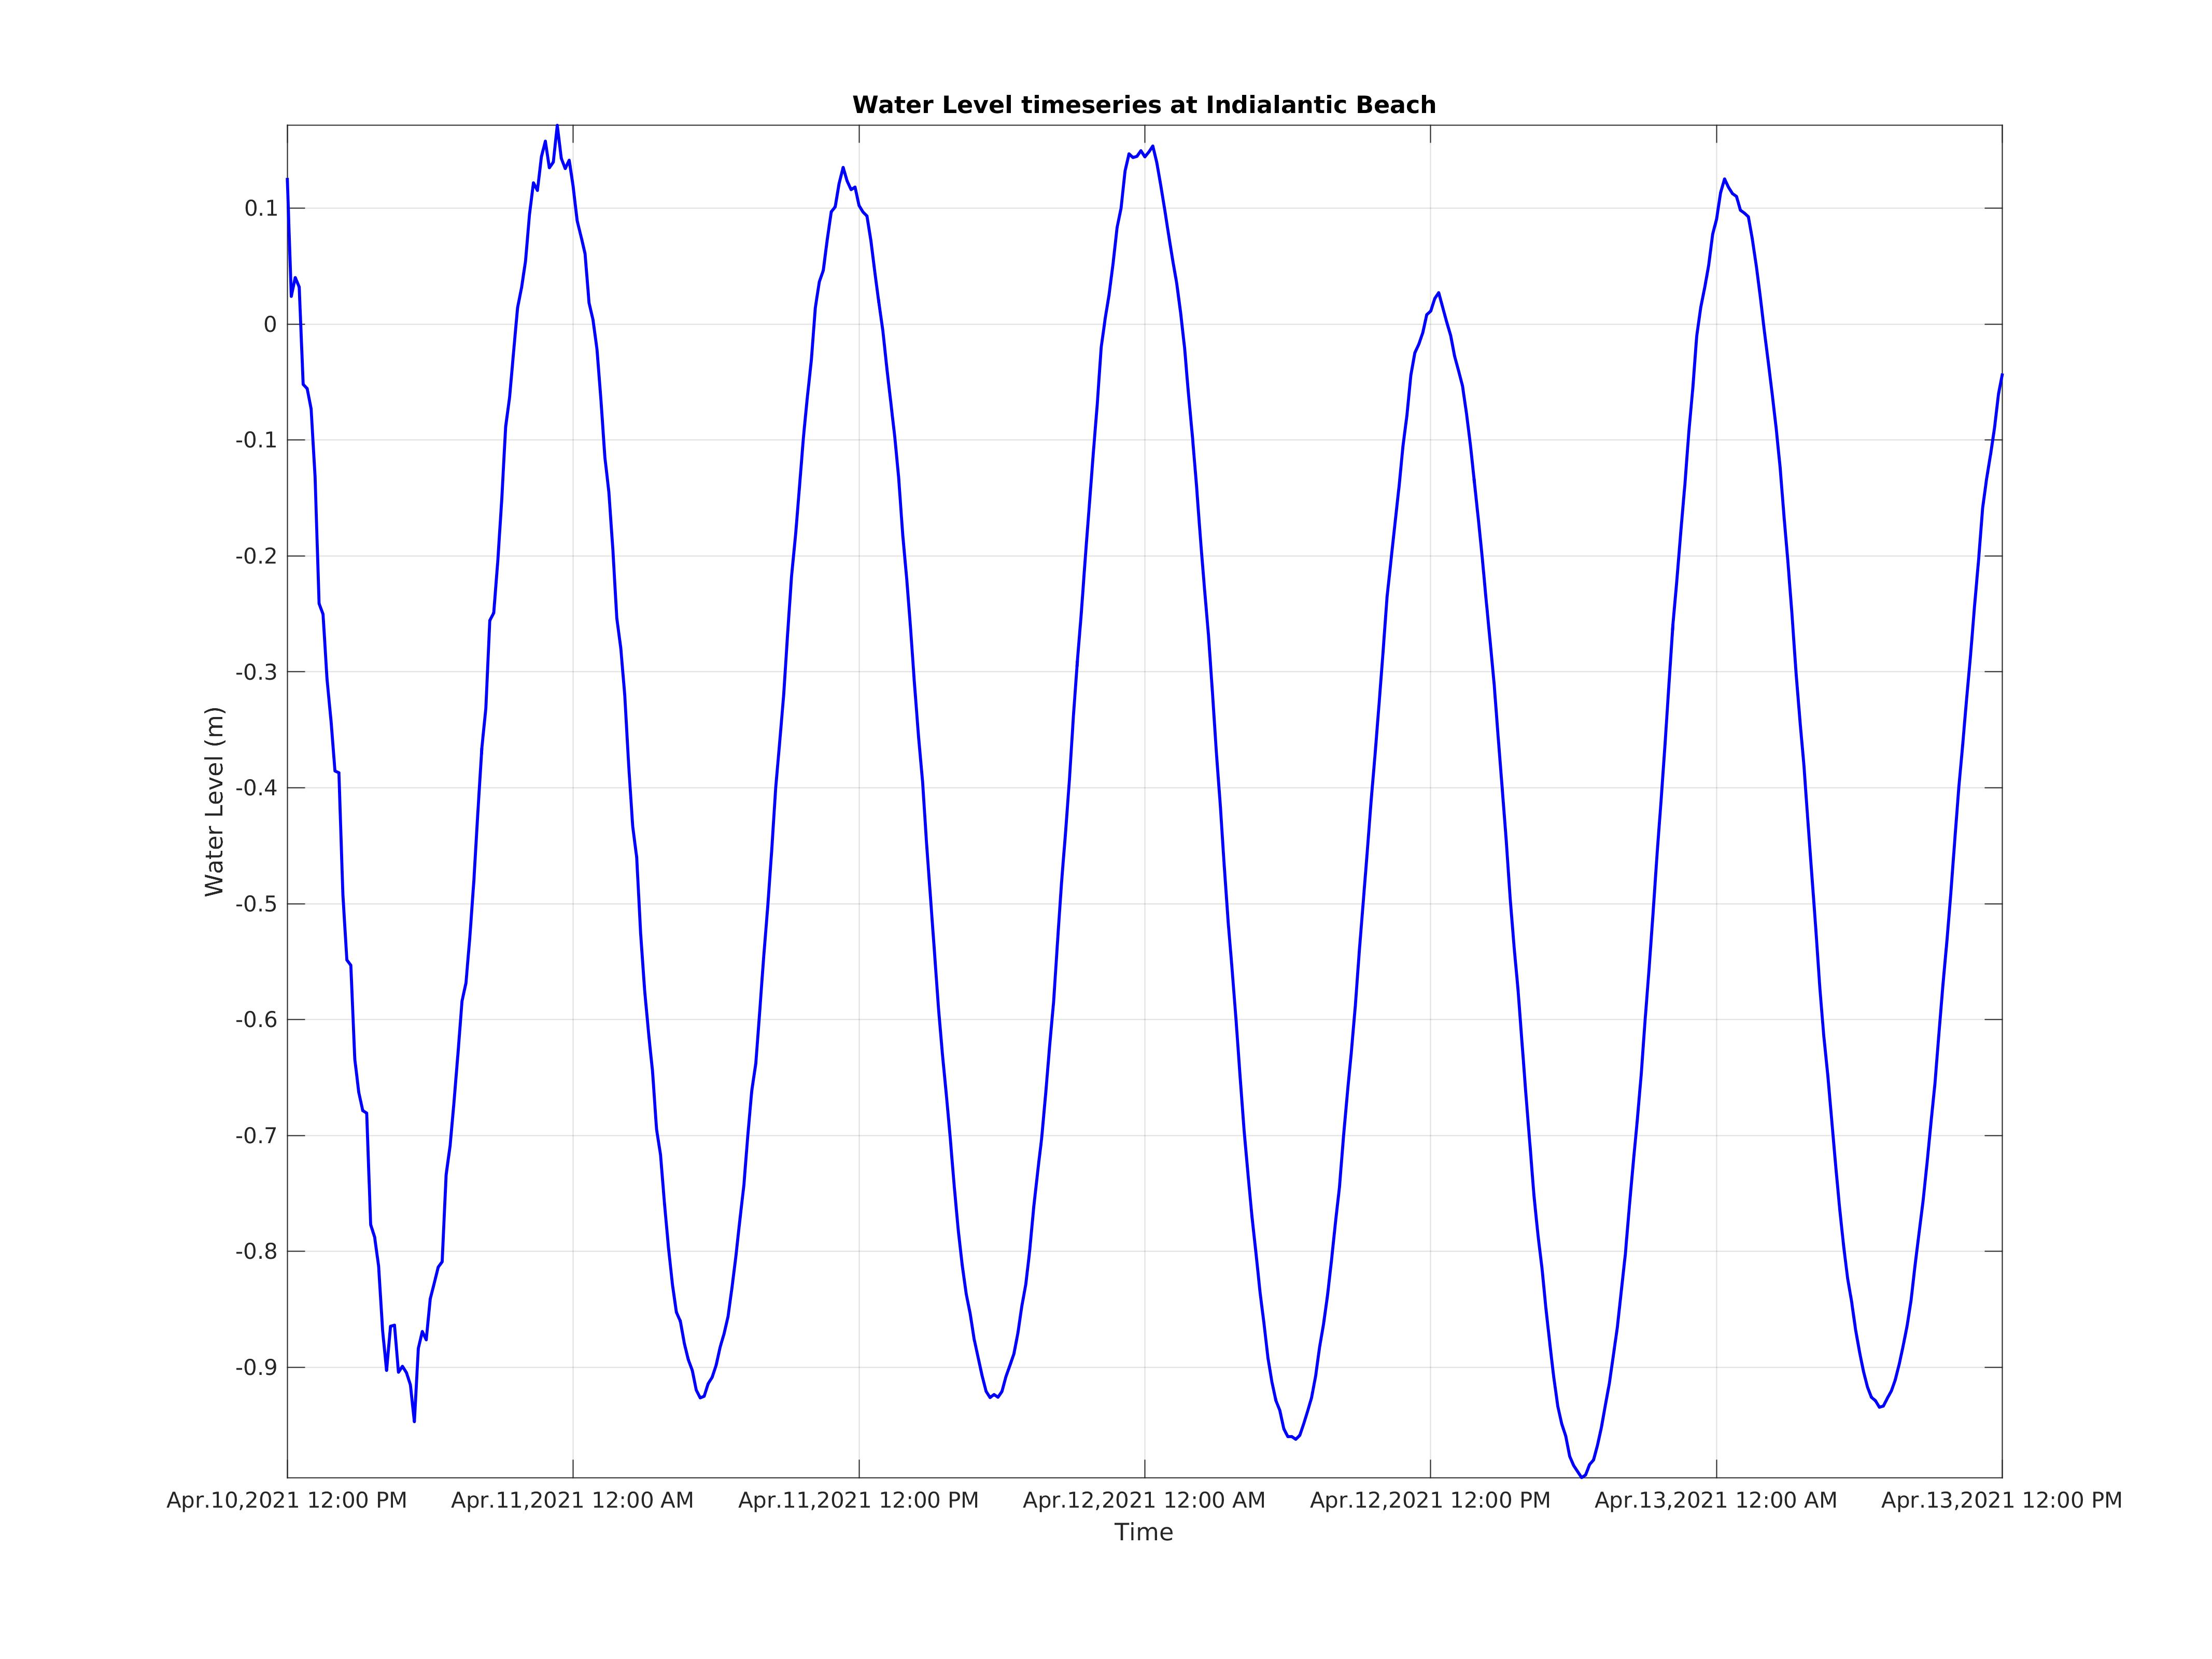 Water Level timeseries at Indialantic Beach
0.1
0
-0.1
-0.2
-0.3
-0.4
-0.5
-0.6
-0.7
-0.8
-0.9
Water Level (m)
Apr.10,2021 12:00 PM Apr.11,2021 12:00 AM Apr.11,2021 12:00 PM Apr.12,2021 12:00 AM Apr.12,2021 12:00 PM Apr.13,2021 12:00 AM Apr.13,2021 12:00 PM
Time